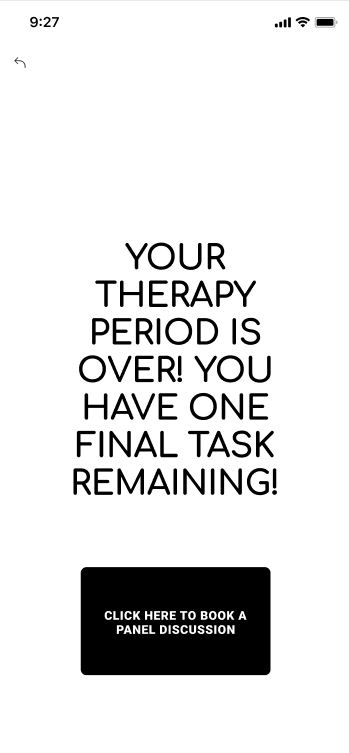 9:27
YOUR
THERAPY
PERIOD IS
OVER! YOU
HAVE ONE
FINAL TASK
REMAINING!
CLICK HERE TO BOOK A
PANEL DISCUSSION